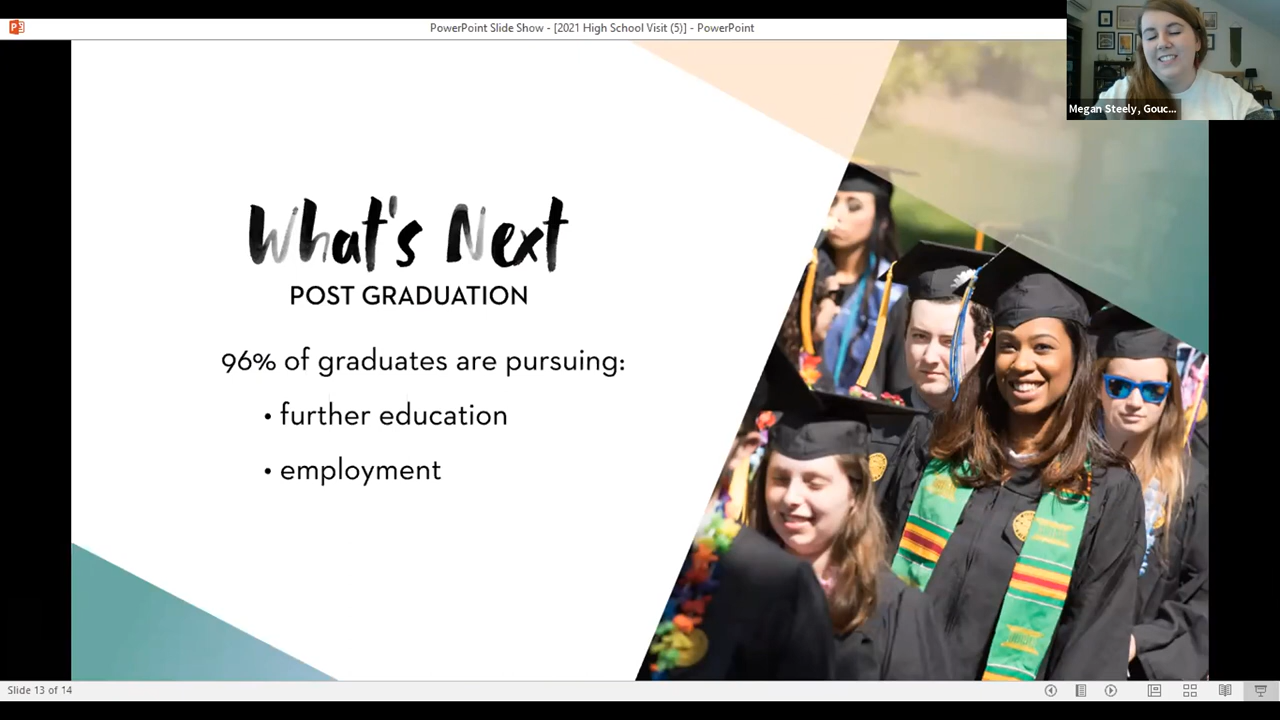 PowerPoint Slide Show - [2021 High School Visit (5)] - PowerPoint
Megan Steely, Gouc...
What's Next
POST GRADUATION
96% of graduates are pursuing:
• further education
• employment
Slide 13 of 14